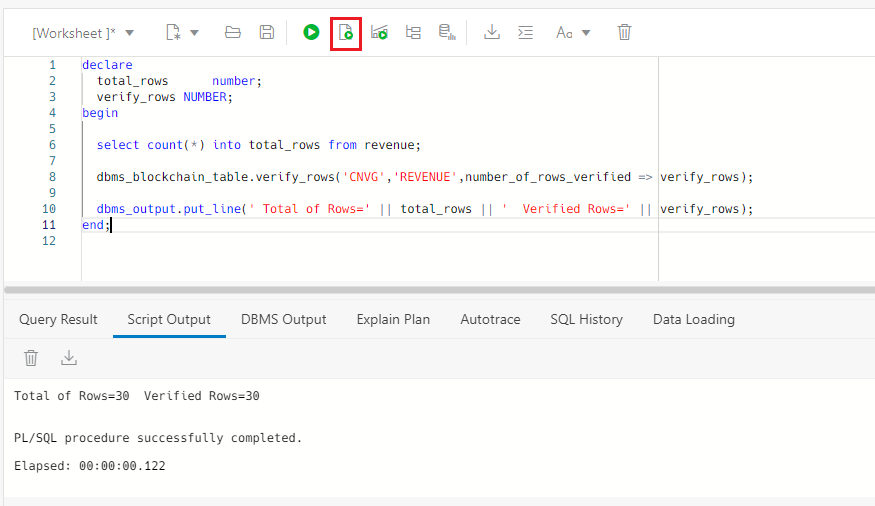 [Worksheet ]*
Aa
1 declare
2   total_rows      number;
3   verify_rows NUMBER;
4 begin
5
6   select count(*) into total_rows from revenue;
7
8   dbms_blockchain_table.verify_rows('CNVG','REVENUE',number_of_rows_verified => verify_rows);
9
10   dbms_output.put_line(' Total of Rows=' || total_rows || '  Verified Rows=' || verify_rows);
11 end;
12
Query Result Script Output DBMS Output Explain Plan Autotrace SQL History Data Loading
Total of Rows=30  Verified Rows=30
PL/SQL procedure successfully completed.
Elapsed: 00:00:00.122